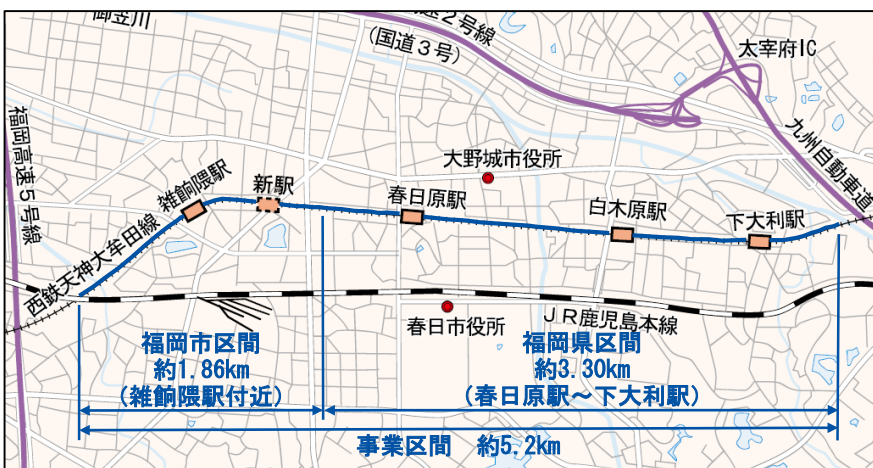 御笠川
速2号線
(国道3号)
太宰府IC
九州自動車道
福岡高速5号線
大野城市役所
雑餉隈駅
新駅
春日原駅
白木原駅
下大利駅
西鉄天神大牟田線
春日市役所
JR鹿児島本線
福岡市区間
約1.86km
(雑餉隈駅付近)
福岡県区間
約3.30km
(春日原駅~下大利駅)
事業区間 約5.2km